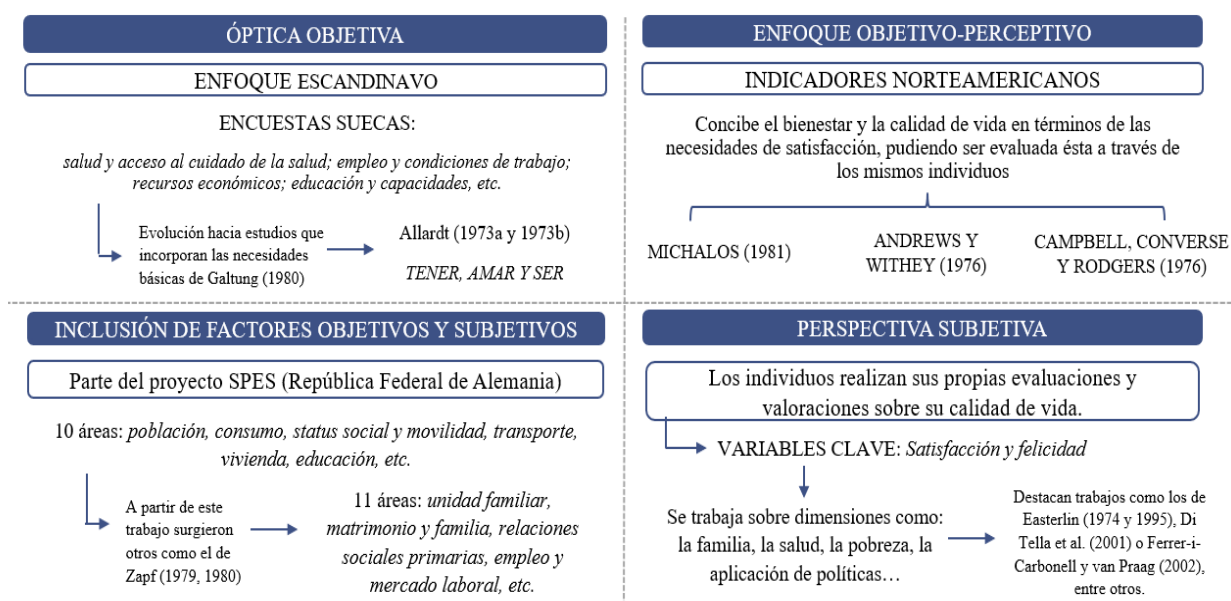 ÓPTICA OBJETIVA
ENFOQUE ESCANDINAVO
ENCUESTAS SUECAS:
salud y acceso al cuidado de la salud; empleo y condiciones de trabajo;
recursos económicos; educación y capacidades, etc.
Evolución hacia estudios que
incorporan las necesidades
básicas de Galtung (1980)
Allardt (1973a y 1973b)
TENER, AMAR Y SER
ENFOQUE OBJETIVO-PERCEPTIVO
INDICADORES NORTEAMERICANOS
Concibe el bienestar y la calidad de vida en términos de las
necesidades de satisfacción, pudiendo ser evaluada ésta a través de
los mismos individuos
MICHALOS (1981)
ANDREWS Y
WITHEY (1976)
CAMPBELL, CONVERSE
Y RODGERS (1976)
INCLUSIÓN DE FACTORES OBJETIVOS Y SUBJETIVOS
Parte del proyecto SPES (República Federal de Alemania)
10 áreas: población, consumo, status social y movilidad, transporte,
vivienda, educación, etc.
A partir de este
trabajo surgieron
otros como el de
Zapf (1979, 1980)
11 áreas: unidad familiar,
matrimonio y familia, relaciones
sociales primarias, empleo y
mercado laboral, etc.
PERSPECTIVA SUBJETIVA
Los individuos realizan sus propias evaluaciones y
valoraciones sobre su calidad de vida.
VARIABLES CLAVE: Satisfacción y felicidad
Se trabaja sobre dimensiones como:
la familia, la salud, la pobreza, la
aplicación de políticas…
Destacan trabajos como los de
Easterlin (1974 y 1995), Di
Tella et al. (2001) o Ferrer-i-
Carbonell y van Praag (2002),
entre otros.